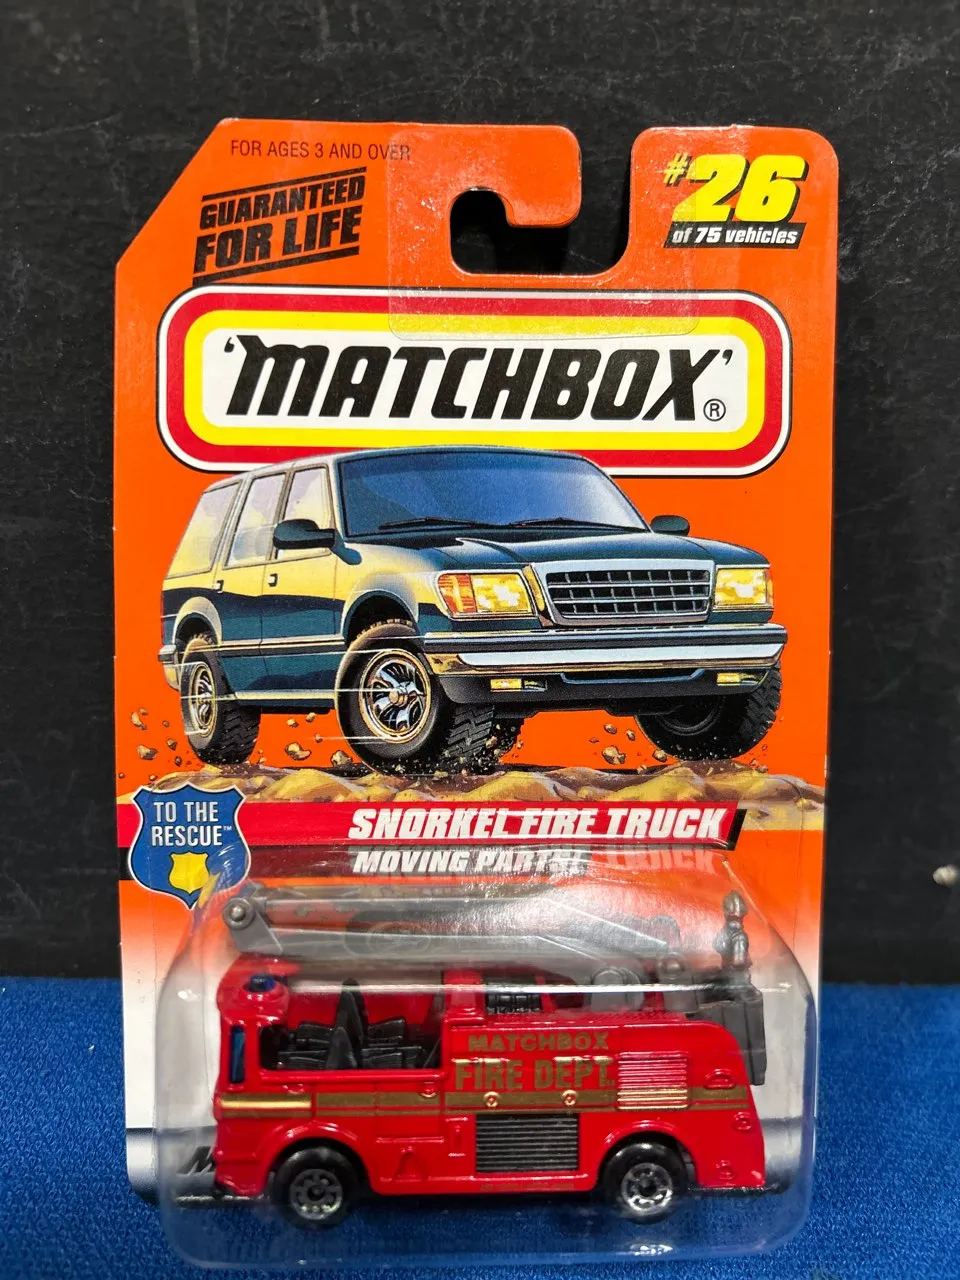 FOR AGES 3 AND OVER
GUARANTEED
FOR LIFE
#26
of 75 vehicles
'MATCHBOX'®
TO THE
RESCUE™
SNORKEL FIRE TRUCK
MOVING PARTS!
MATCHBOX
FIRE DEPT.